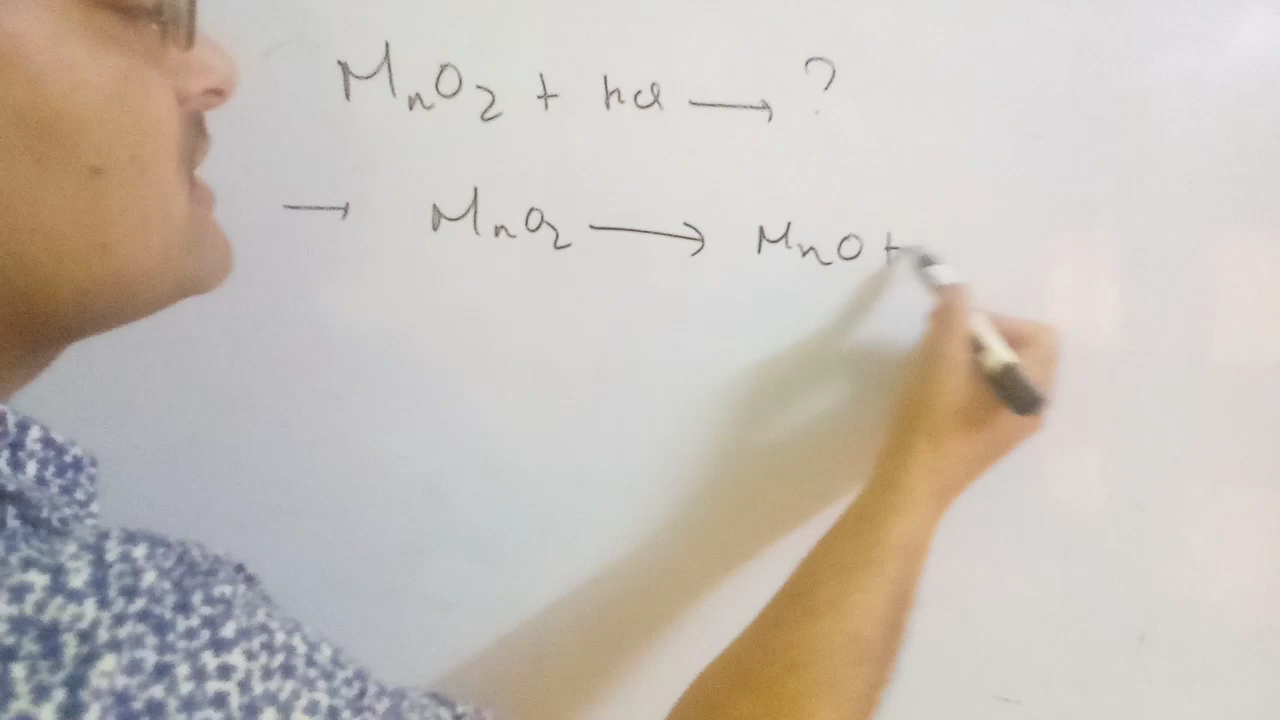 MnO2 + hcl → ?
→ MnO2 → MnO +